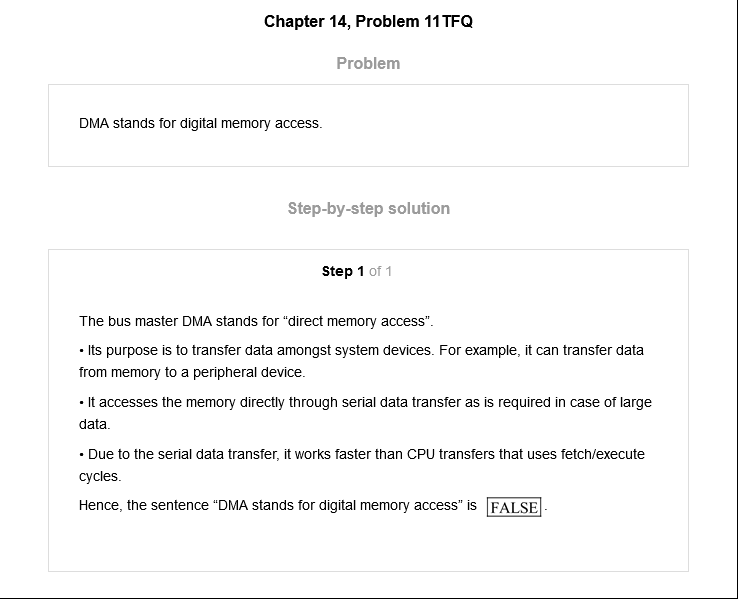 Chapter 14, Problem 11TFQ
Problem
DMA stands for digital memory access.
Step-by-step solution
Step 1 of 1
The bus master DMA stands for “direct memory access”.
• Its purpose is to transfer data amongst system devices. For example, it can transfer data
from memory to a peripheral device.
• It accesses the memory directly through serial data transfer as is required in case of large
data.
• Due to the serial data transfer, it works faster than CPU transfers that uses fetch/execute
cycles.
Hence, the sentence “DMA stands for digital memory access” is FALSE.